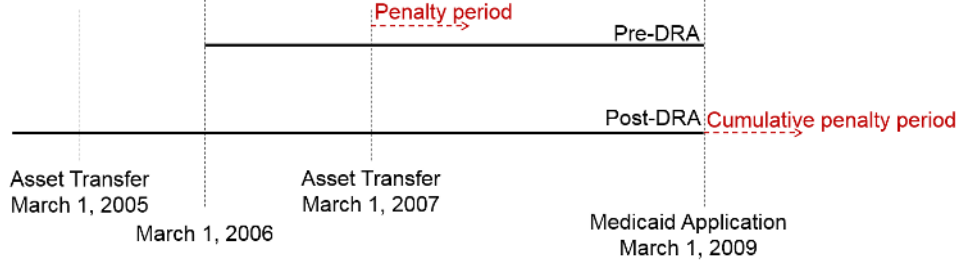 Penalty period
Pre-DRA
Post-DRA
Cumulative penalty period
Asset Transfer
March 1, 2005
Asset Transfer
March 1, 2007
March 1, 2006
Medicaid Application
March 1, 2009